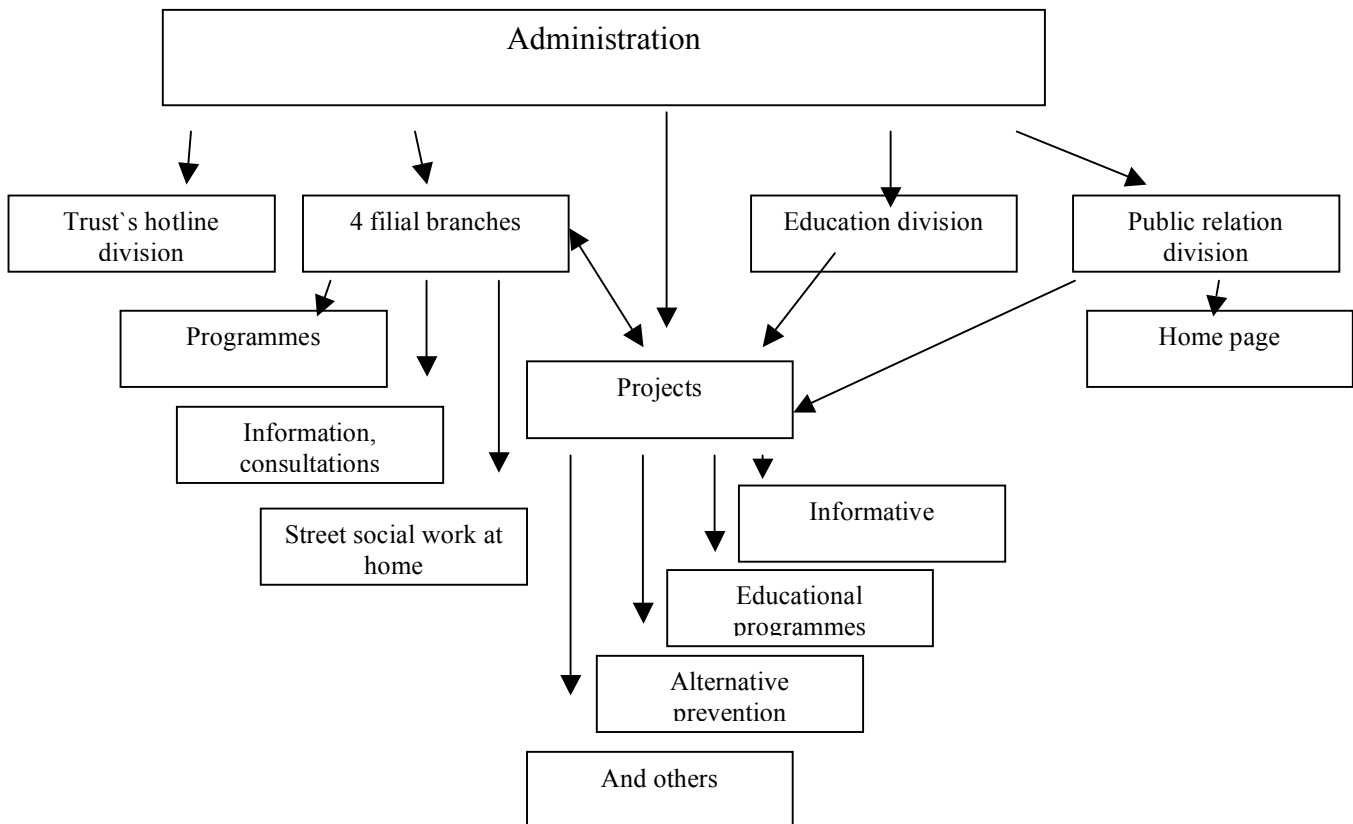 Administration
Trust`s hotline
division
4 filial branches
Education division
Public relation
division
Programmes
Home page
Projects
Information,
consultations
Informative
Street social work at
home
Educational
programmes
Alternative
prevention
And others